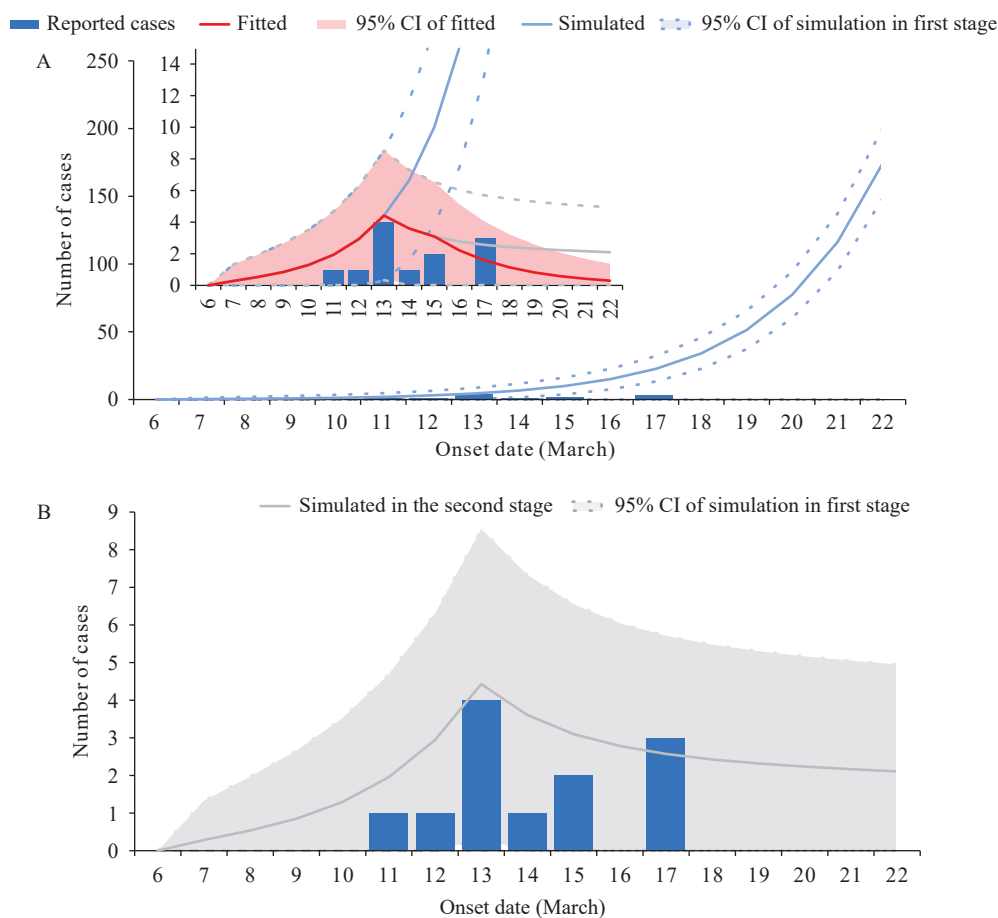 Reported cases Fitted 95% CI of fitted Simulated 95% CI of simulation in first stage
A
Number of cases
250
200
150
100
50
0
14
12
10
8
6
4
2
0
6 7 8 9 10 11 12 13 14 15 16 17 18 19 20 21 22
6 7 8 9 10 11 12 13 14 15 16 17 18 19 20 21 22
Onset date (March)
B
Simulated in the second stage 95% CI of simulation in first stage
Number of cases
9
8
7
6
5
4
3
2
1
0
6 7 8 9 10 11 12 13 14 15 16 17 18 19 20 21 22
Onset date (March)